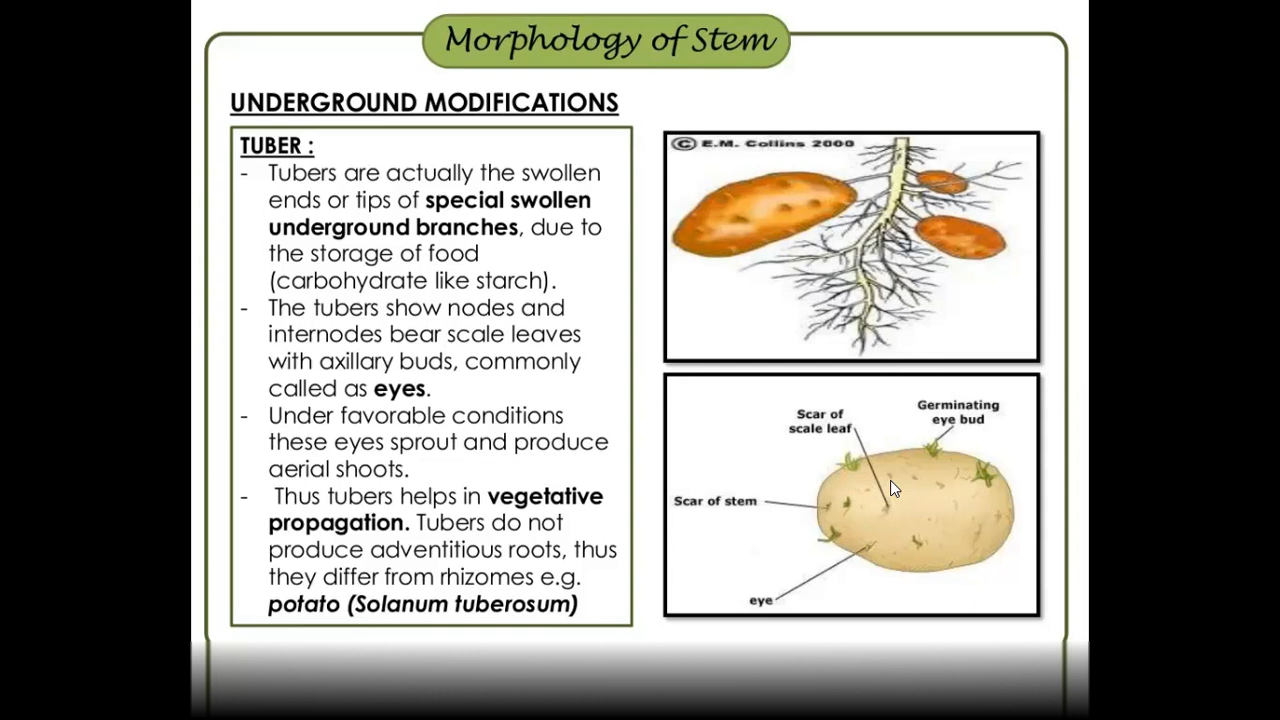 Morphology of Stem
UNDERGROUND MODIFICATIONS
TUBER :
- Tubers are actually the swollen
ends or tips of special swollen
underground branches, due to
the storage of food
(carbohydrate like starch).
- The tubers show nodes and
internodes bear scale leaves
with axillary buds, commonly
called as eyes.
- Under favorable conditions
these eyes sprout and produce
aerial shoots.
- Thus tubers helps in vegetative
propagation. Tubers do not
produce adventitious roots, thus
they differ from rhizomes e.g.
potato (Solanum tuberosum)
© E.M. Collins 2000
Scar of
scale leaf
Germinating
eye bud
Scar of stem
eye